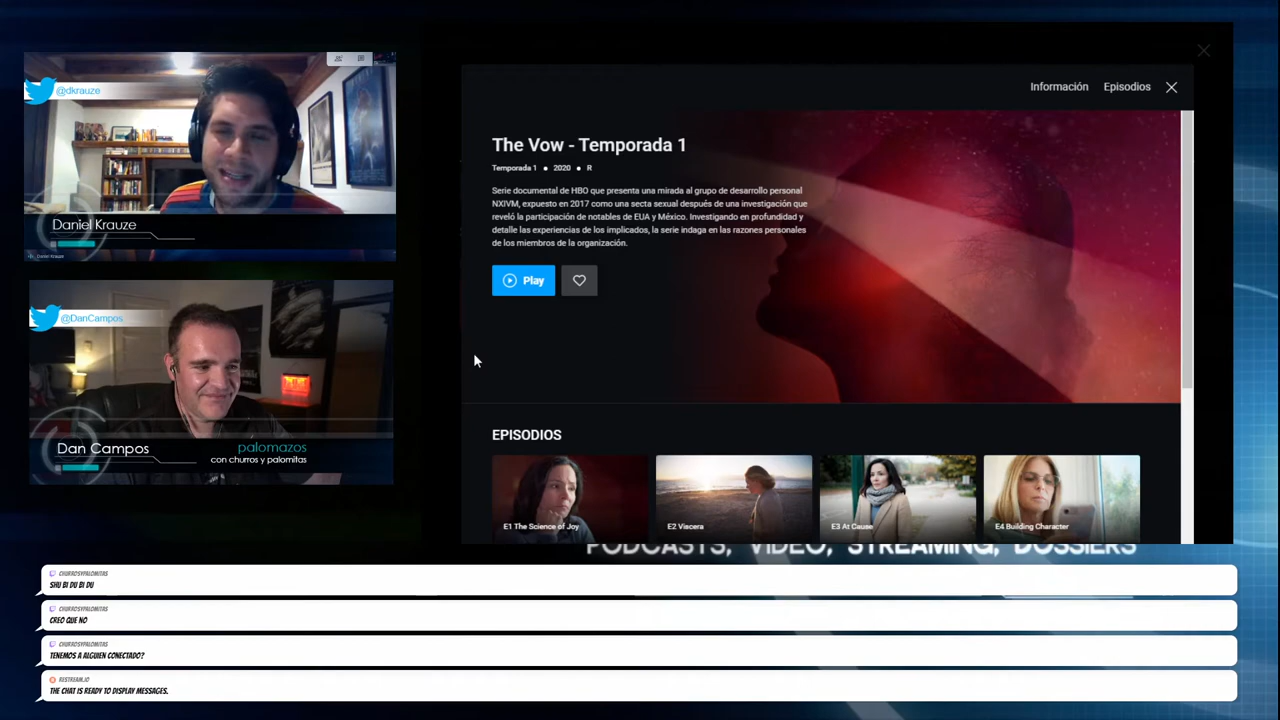 @dkrauze
Daniel Krauze
Daniel Krauze
@DanCampos
Dan Campos
palomazos
con churros y palomitas
Información
Episodios
The Vow - Temporada 1
Temporada 1 • 2020 • R
Serie documental de HBO que presenta una mirada al grupo de desarrollo personal
NXIVM, expuesto en 2017 como una secta sexual después de una investigación que
reveló la participación de notables de EUA y México. Investigando en profundidad y
detalle las experiencias de los implicados, la serie indaga en las razones personales
de los miembros de la organización.
Play
EPISODIOS
E1 The Science of Joy
E2 Viscera
E3 At Cause
E4 Building Character
PODCASTS, VIDEO, STREAMING, DOSSIERS
CHURROSYPALOMITAS
SHU BI DU BI DU
CHURROSYPALOMITAS
CREO QUE NO
CHURROSYPALOMITAS
TENEMOS A ALGUIEN CONECTADO?
RESTREAM.IO
THE CHAT IS READY TO DISPLAY MESSAGES.